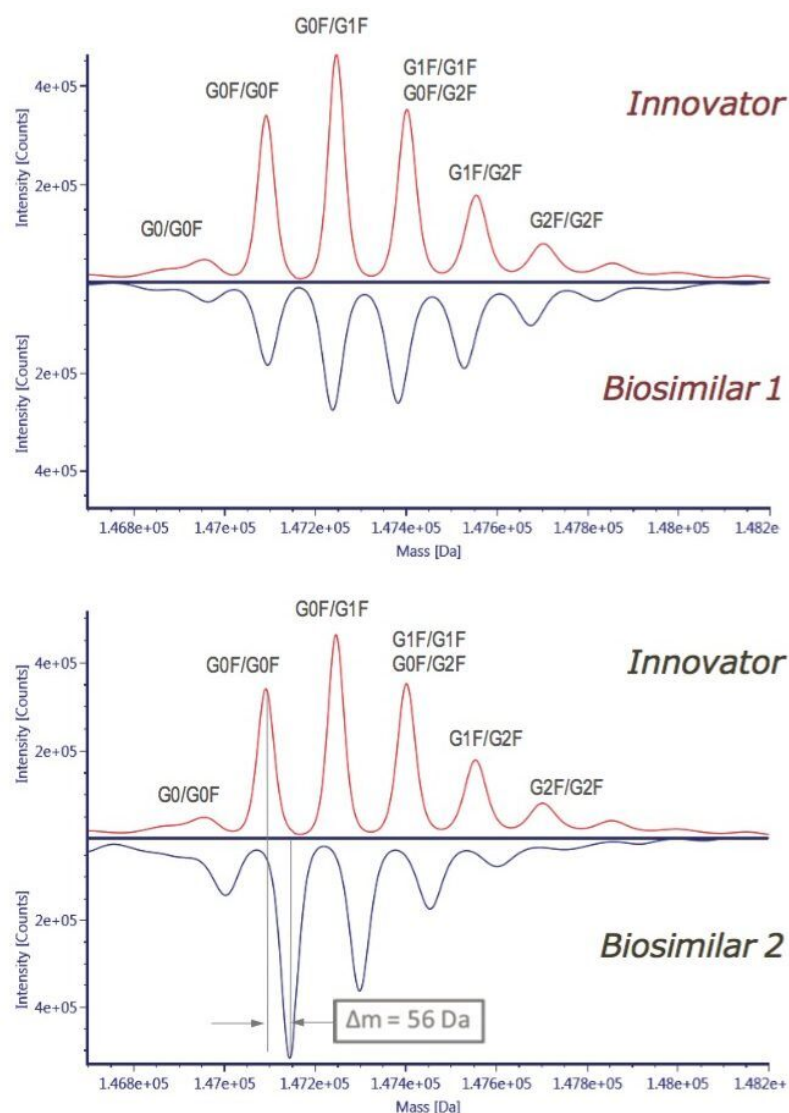 G0F/G1F
G0F/G0F
G1F/G1F
G0F/G2F
Innovator
G1F/G2F
G0/G0F
G2F/G2F
Intensity [Counts]
4e+05
2e+05
Biosimilar 1
Intensity [Counts]
2e+05
4e+05
1.468e+05 1.47e+05 1.472e+05 1.474e+05 1.476e+05 1.478e+05 1.48e+05 1.482e+
Mass [Da]
G0F/G1F
G0F/G0F
G1F/G1F
G0F/G2F
Innovator
G1F/G2F
G0/G0F
G2F/G2F
Intensity [Counts]
4e+05
2e+05
Biosimilar 2
Intensity [Counts]
2e+05
4e+05
Δm = 56 Da
1.468e+05 1.47e+05 1.472e+05 1.474e+05 1.476e+05 1.478e+05 1.48e+05 1.482e+
Mass [Da]